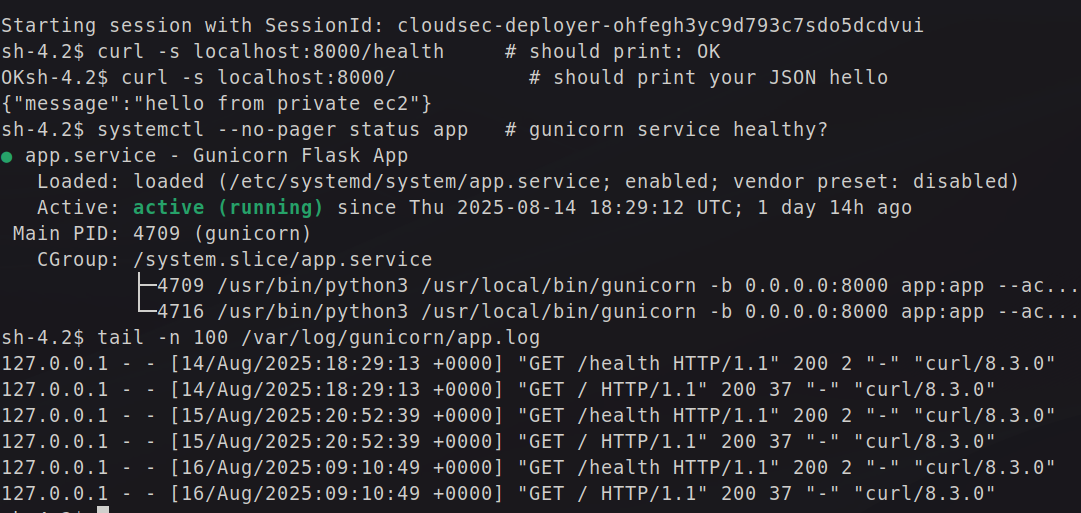 Starting session with SessionId: cloudsec-deployer-ohfegh3yc9d793c7sdo5dcdvui
sh-4.2$ curl -s localhost:8000/health     # should print: OK
OKsh-4.2$ curl -s localhost:8000/           # should print your JSON hello
{"message":"hello from private ec2"}
sh-4.2$ systemctl --no-pager status app   # gunicorn service healthy?
● app.service - Gunicorn Flask App
   Loaded: loaded (/etc/systemd/system/app.service; enabled; vendor preset: disabled)
   Active: active (running) since Thu 2025-08-14 18:29:12 UTC; 1 day 14h ago
 Main PID: 4709 (gunicorn)
   CGroup: /system.slice/app.service
           ├─4709 /usr/bin/python3 /usr/local/bin/gunicorn -b 0.0.0.0:8000 app:app --ac...
           └─4716 /usr/bin/python3 /usr/local/bin/gunicorn -b 0.0.0.0:8000 app:app --ac...
sh-4.2$ tail -n 100 /var/log/gunicorn/app.log
127.0.0.1 - - [14/Aug/2025:18:29:13 +0000] "GET /health HTTP/1.1" 200 2 "-" "curl/8.3.0"
127.0.0.1 - - [14/Aug/2025:18:29:13 +0000] "GET / HTTP/1.1" 200 37 "-" "curl/8.3.0"
127.0.0.1 - - [15/Aug/2025:20:52:39 +0000] "GET /health HTTP/1.1" 200 2 "-" "curl/8.3.0"
127.0.0.1 - - [15/Aug/2025:20:52:39 +0000] "GET / HTTP/1.1" 200 37 "-" "curl/8.3.0"
127.0.0.1 - - [16/Aug/2025:09:10:49 +0000] "GET /health HTTP/1.1" 200 2 "-" "curl/8.3.0"
127.0.0.1 - - [16/Aug/2025:09:10:49 +0000] "GET / HTTP/1.1" 200 37 "-" "curl/8.3.0"
sh-4.2$